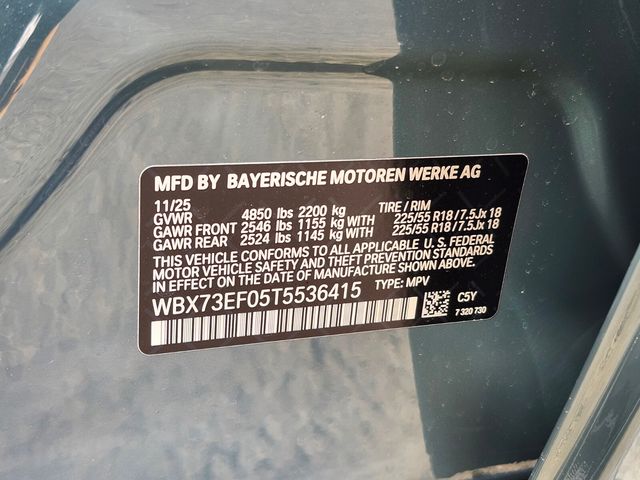 MFD BY BAYERISCHE MOTOREN WERKE AG
11/25
GVWR 4850 lbs 2200 kg TIRE / RIM
GAWR FRONT 2546 lbs 1155 kg WITH 225/55 R18 / 7.5Jx 18
GAWR REAR 2524 lbs 1145 kg WITH 225/55 R18 / 7.5Jx 18
THIS VEHICLE CONFORMS TO ALL APPLICABLE U.S. FEDERAL
MOTOR VEHICLE SAFETY AND THEFT PREVENTION STANDARDS
IN EFFECT ON THE DATE OF MANUFACTURE SHOWN ABOVE.
WBX73EF05T5536415 TYPE: MPV
C5Y
7 320 730